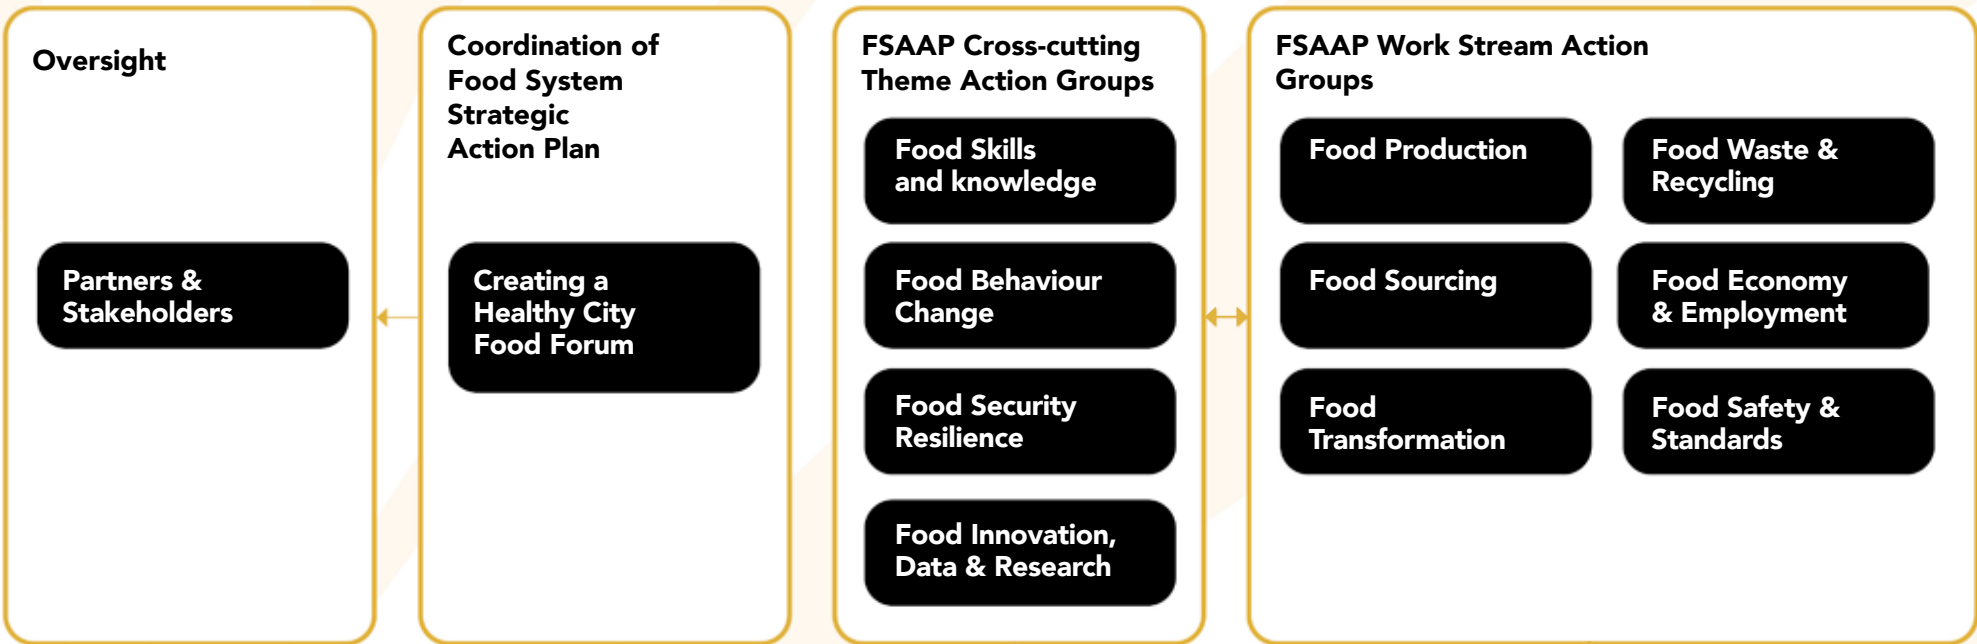 Oversight
Partners &
Stakeholders
Coordination of
Food System
Strategic
Action Plan
Creating a
Healthy City
Food Forum
FSAAP Cross-cutting
Theme Action Groups
Food Skills
and knowledge
Food Behaviour
Change
Food Security
Resilience
Food Innovation,
Data & Research
FSAAP Work Stream Action
Groups
Food Production
Food Waste &
Recycling
Food Sourcing
Food Economy
& Employment
Food
Transformation
Food Safety &
Standards